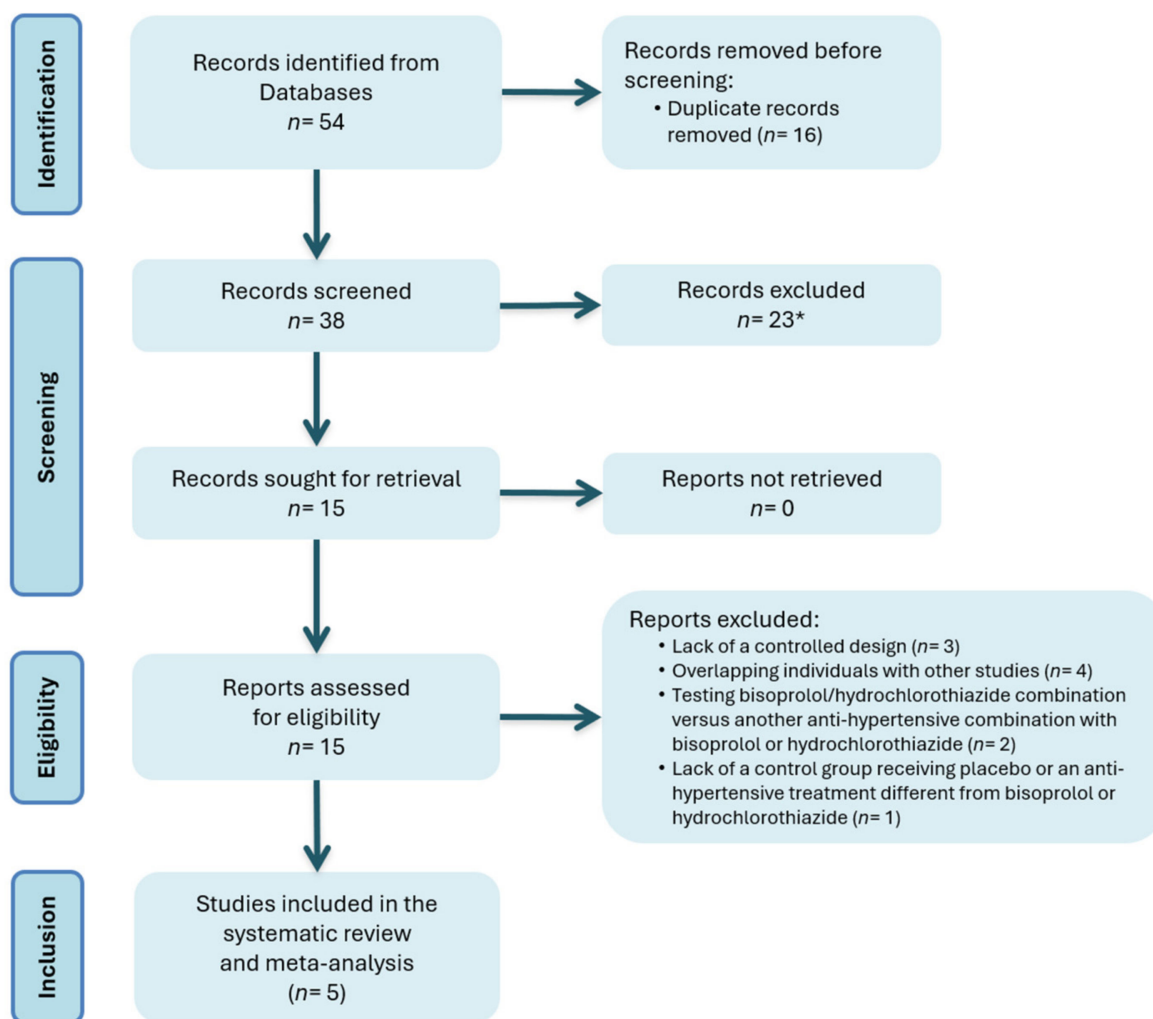 Identification
Records identified from
Databases
n= 54
Records removed before
screening:
• Duplicate records
removed (n= 16)
Screening
Records screened
n= 38
Records excluded
n= 23*
Records sought for retrieval
n= 15
Reports not retrieved
n= 0
Eligibility
Reports assessed
for eligibility
n= 15
Reports excluded:
• Lack of a controlled design (n= 3)
• Overlapping individuals with other studies (n= 4)
• Testing bisoprolol/hydrochlorothiazide combination
versus another anti-hypertensive combination with
bisoprolol or hydrochlorothiazide (n= 2)
• Lack of a control group receiving placebo or an anti-
hypertensive treatment different from bisoprolol or
hydrochlorothiazide (n= 1)
Inclusion
Studies included in the
systematic review
and meta-analysis
(n= 5)